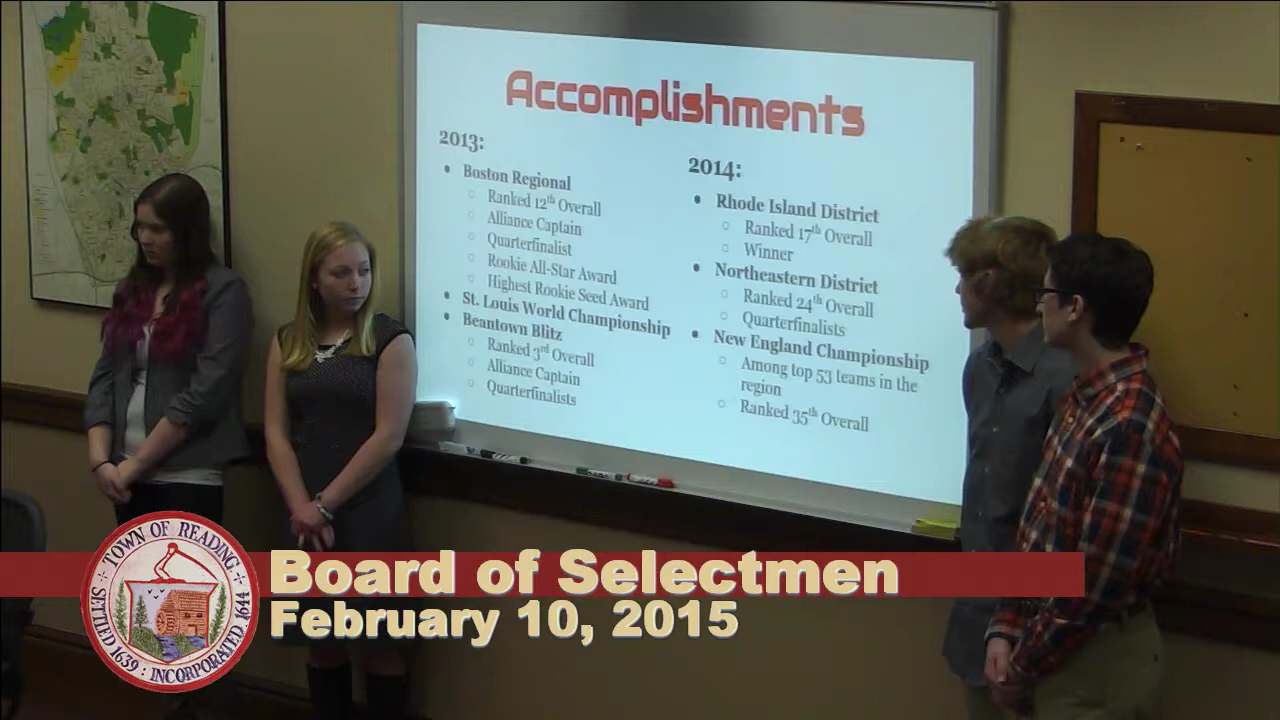 Accomplishments
2013:
Boston Regional
Ranked 12th Overall
Alliance Captain
Quarterfinalist
Rookie All-Star Award
Highest Rookie Seed Award
St. Louis World Championship
Beantown Blitz
Ranked 3rd Overall
Alliance Captain
Quarterfinalists
2014:
Rhode Island District
Ranked 17th Overall
Winner
Northeastern District
Ranked 24th Overall
Quarterfinalists
New England Championship
Among top 53 teams in the
region
Ranked 35th Overall
TOWN OF READING
SETTLED 1639 : INCORPORATED 1644
Board of Selectmen
February 10, 2015